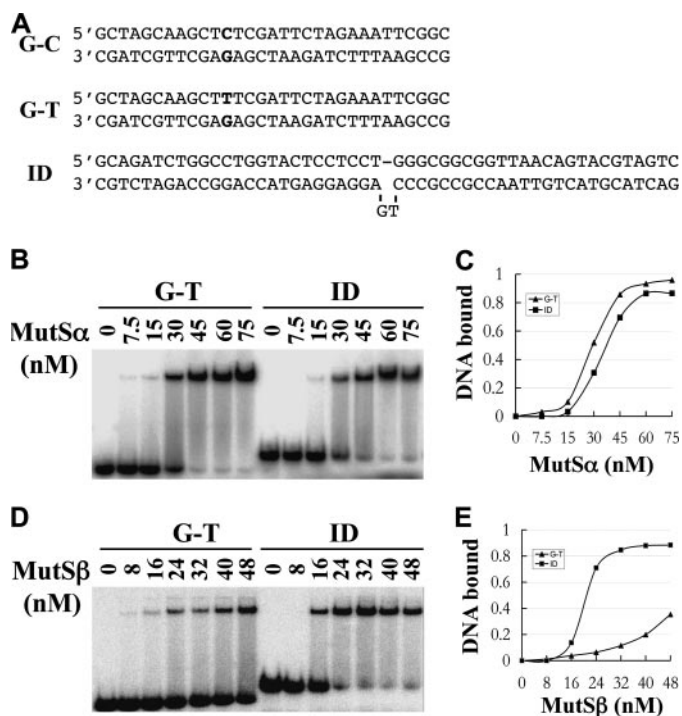 A
G-C
5'GCTAGCAAGCTCTCGATTCTAGAAATTCGGC
3'CGATCGTTCGAGAGCTAAGATCTTTAAGCCG
G-T
5'GCTAGCAAGCTTTCGATTCTAGAAATTCGGC
3'CGATCGTTCGAGAGCTAAGATCTTTAAGCCG
ID
5'GCAGATCTGGCCTGGTACTCCTCCT-GGGCGGCGGTTAACAGTACGTAGTC
3'CGTCTAGACCGGACCATGAGGAGGA CCCGCCGCCAATTGTCATGCATCAG
GT
B
G-T ID
MutSα (nM)
0 7.5 15 30 45 60 75 0 7.5 15 30 45 60 75
C
DNA bound
1
0.8
0.6
0.4
0.2
0
G-T
ID
0 7.5 15 30 45 60 75
MutSα (nM)
D
G-T ID
MutSβ (nM)
0 8 16 24 32 40 48 0 8 16 24 32 40 48
E
DNA bound
1
0.8
0.6
0.4
0.2
0
G-T
ID
0 8 16 24 32 40 48
MutSβ (nM)